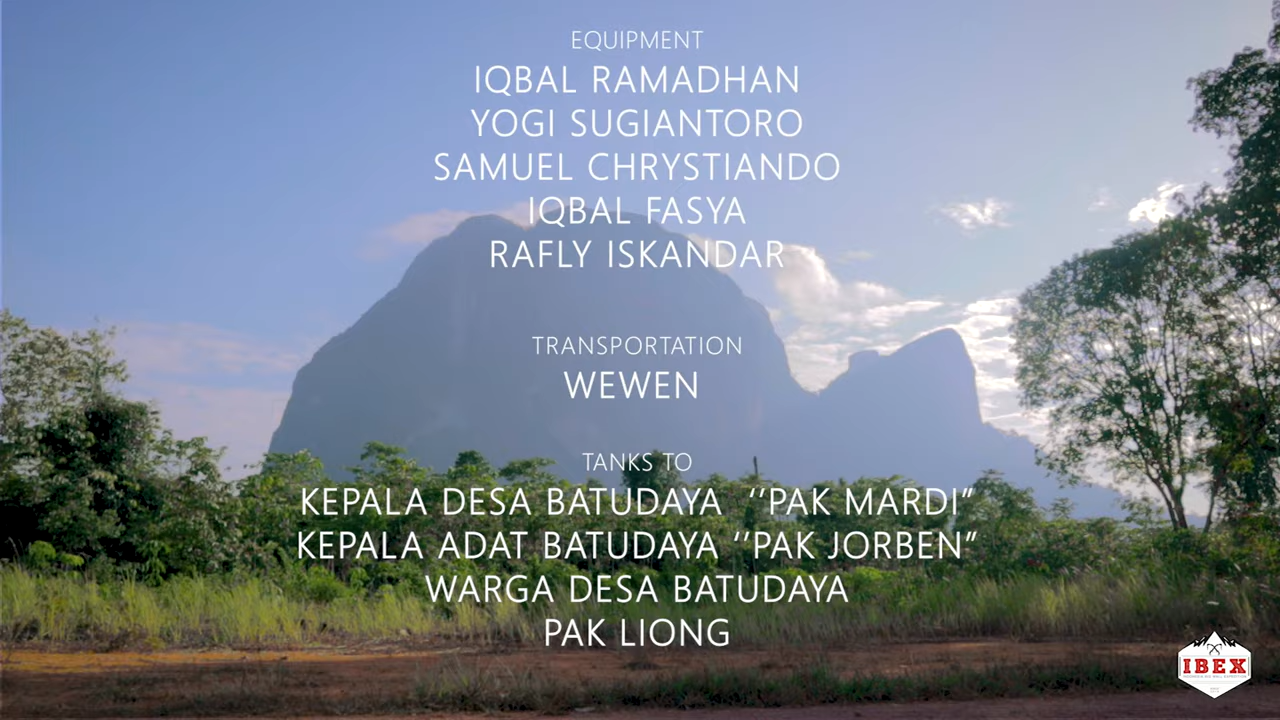 EQUIPMENT
IQBAL RAMADHAN
YOGI SUGIANTORO
SAMUEL CHRYSTIANDO
IQBAL FASYA
RAFLY ISKANDAR
TRANSPORTATION
WEWEN
TANKS TO
KEPALA DESA BATUDAYA ‘‘PAK MARDI”
KEPALA ADAT BATUDAYA ‘‘PAK JORBEN”
WARGA DESA BATUDAYA
PAK LIONG
IBEX